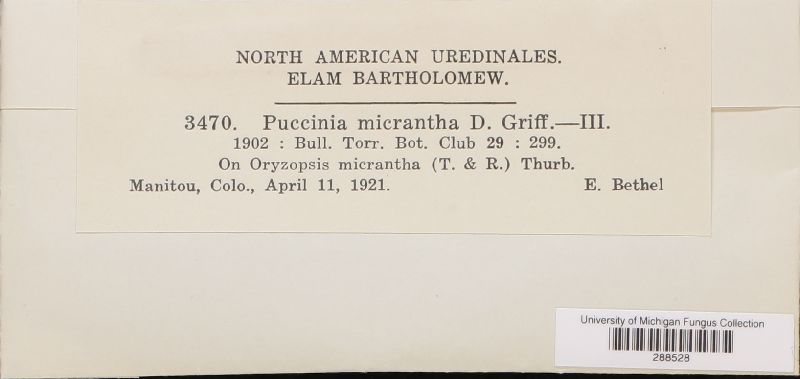 NORTH AMERICAN UREDINALES.
ELAM BARTHOLOMEW.
3470. Puccinia micrantha D. Griff.—III.
1902 : Bull. Torr. Bot. Club 29 : 299.
On Oryzopsis micrantha (T. & R.) Thurb.
Manitou, Colo., April 11, 1921. E. Bethel
University of Michigan Fungus Collection
288528